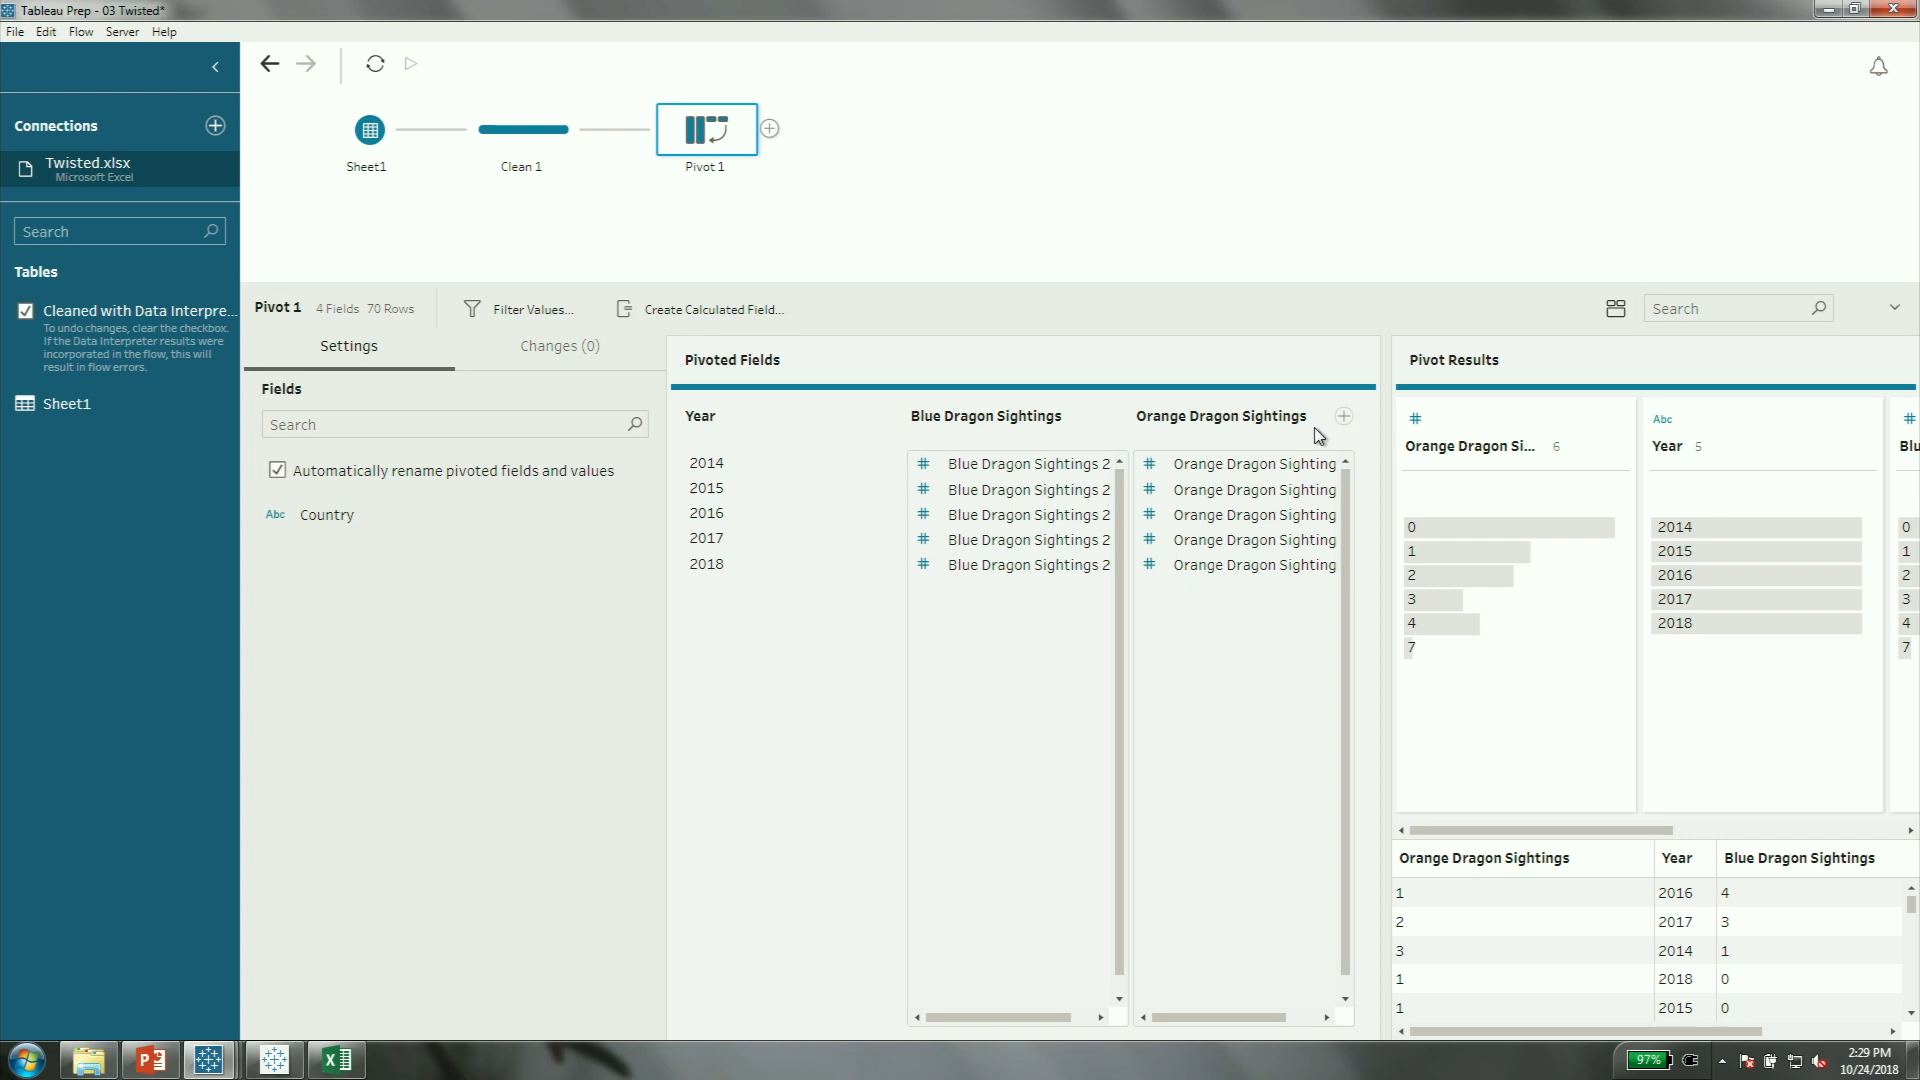 Tableau Prep - 03 Twisted*
File Edit Flow Server Help
Connections
Twisted.xlsx
Microsoft Excel
Search
Tables
Cleaned with Data Interpre...
To undo changes, clear the checkbox.
If the Data Interpreter results were
incorporated in the flow, this will
result in flow errors.
Sheet1
Sheet1
Clean 1
Pivot 1
Pivot 1 4 Fields 70 Rows
Filter Values...
Create Calculated Field...
Search
Settings
Changes (0)
Fields
Search
Automatically rename pivoted fields and values
Abc Country
Pivoted Fields
Year Blue Dragon Sightings Orange Dragon Sightings
2014 # Blue Dragon Sightings 2 # Orange Dragon Sighting
2015 # Blue Dragon Sightings 2 # Orange Dragon Sighting
2016 # Blue Dragon Sightings 2 # Orange Dragon Sighting
2017 # Blue Dragon Sightings 2 # Orange Dragon Sighting
2018 # Blue Dragon Sightings 2 # Orange Dragon Sighting
Pivot Results
# Abc #
Orange Dragon Si... 6 Year 5 Blu
0 2014 0
1 2015 1
2 2016 2
3 2017 3
4 2018 4
7 7
Orange Dragon Sightings Year Blue Dragon Sightings
1 2016 4
2 2017 3
3 2014 1
1 2018 0
1 2015 0
97%
2:29 PM
10/24/2018